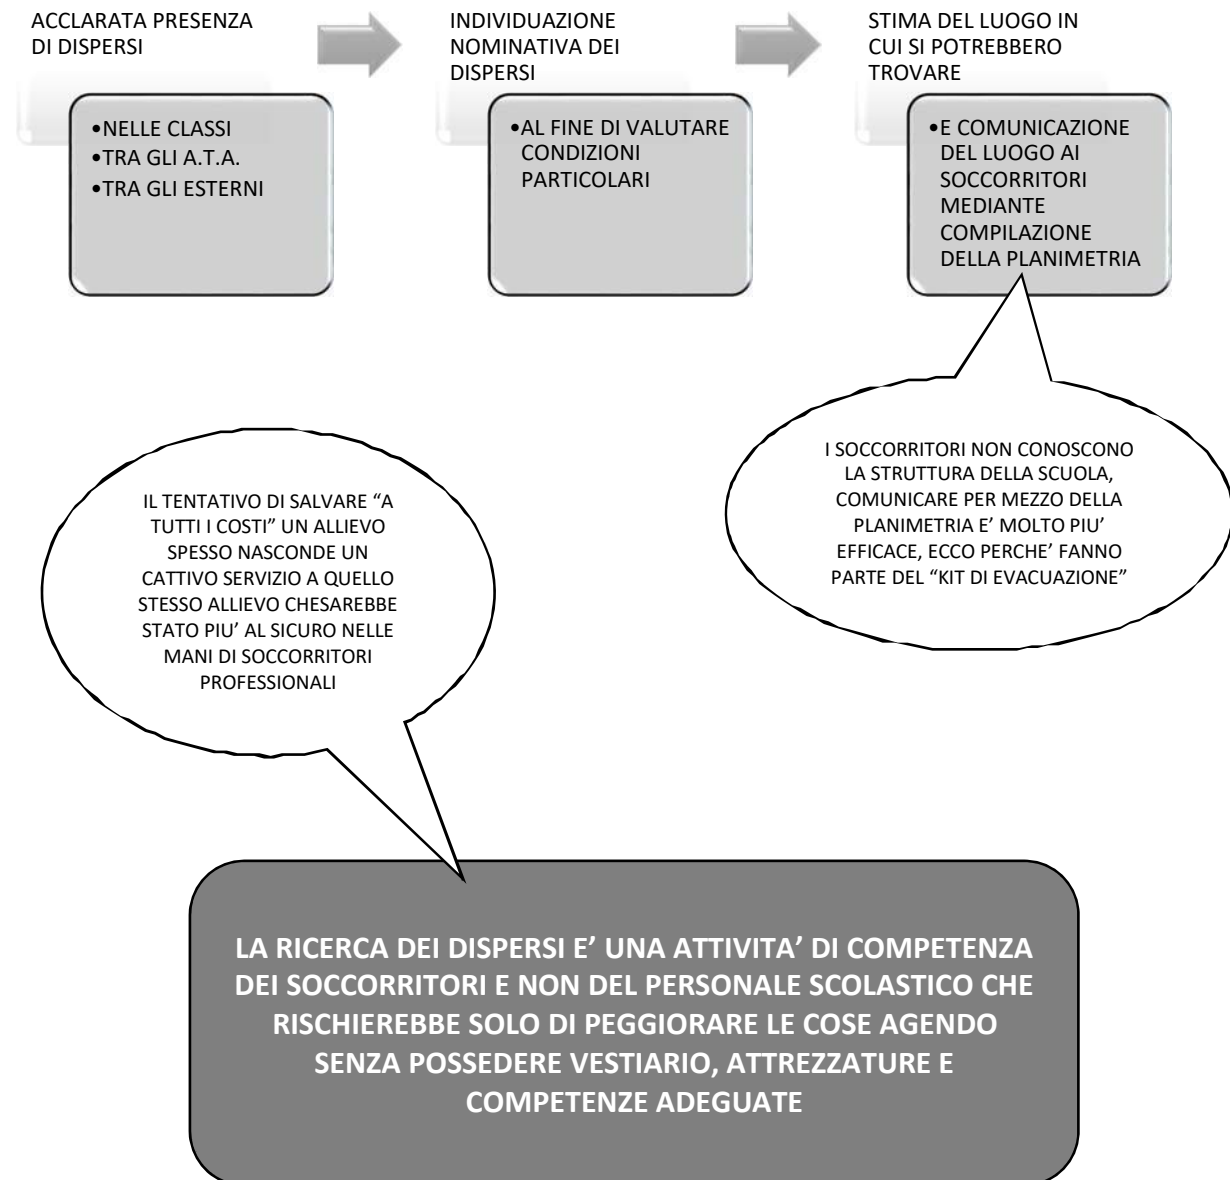 ACCLARATA PRESENZA
DI DISPERSI
•NELLE CLASSI
•TRA GLI A.T.A.
•TRA GLI ESTERNI
INDIVIDUAZIONE
NOMINATIVA DEI
DISPERSI
•AL FINE DI VALUTARE
CONDIZIONI
PARTICOLARI
STIMA DEL LUOGO IN
CUI SI POTREBBERO
TROVARE
•E COMUNICAZIONE
DEL LUOGO AI
SOCCORRITORI
MEDIANTE
COMPILAZIONE
DELLA PLANIMETRIA
I SOCCORRITORI NON CONOSCONO
LA STRUTTURA DELLA SCUOLA,
COMUNICARE PER MEZZO DELLA
PLANIMETRIA E’ MOLTO PIU’
EFFICACE, ECCO PERCHE’ FANNO
PARTE DEL “KIT DI EVACUAZIONE”
IL TENTATIVO DI SALVARE “A
TUTTI I COSTI” UN ALLIEVO
SPESSO NASCONDE UN
CATTIVO SERVIZIO A QUELLO
STESSO ALLIEVO CHESAREBBE
STATO PIU’ AL SICURO NELLE
MANI DI SOCCORRITORI
PROFESSIONALI
LA RICERCA DEI DISPERSI E’ UNA ATTIVITA’ DI COMPETENZA
DEI SOCCORRITORI E NON DEL PERSONALE SCOLASTICO CHE
RISCHIEREBBE SOLO DI PEGGIORARE LE COSE AGENDO
SENZA POSSEDERE VESTIARIO, ATTREZZATURE E
COMPETENZE ADEGUATE